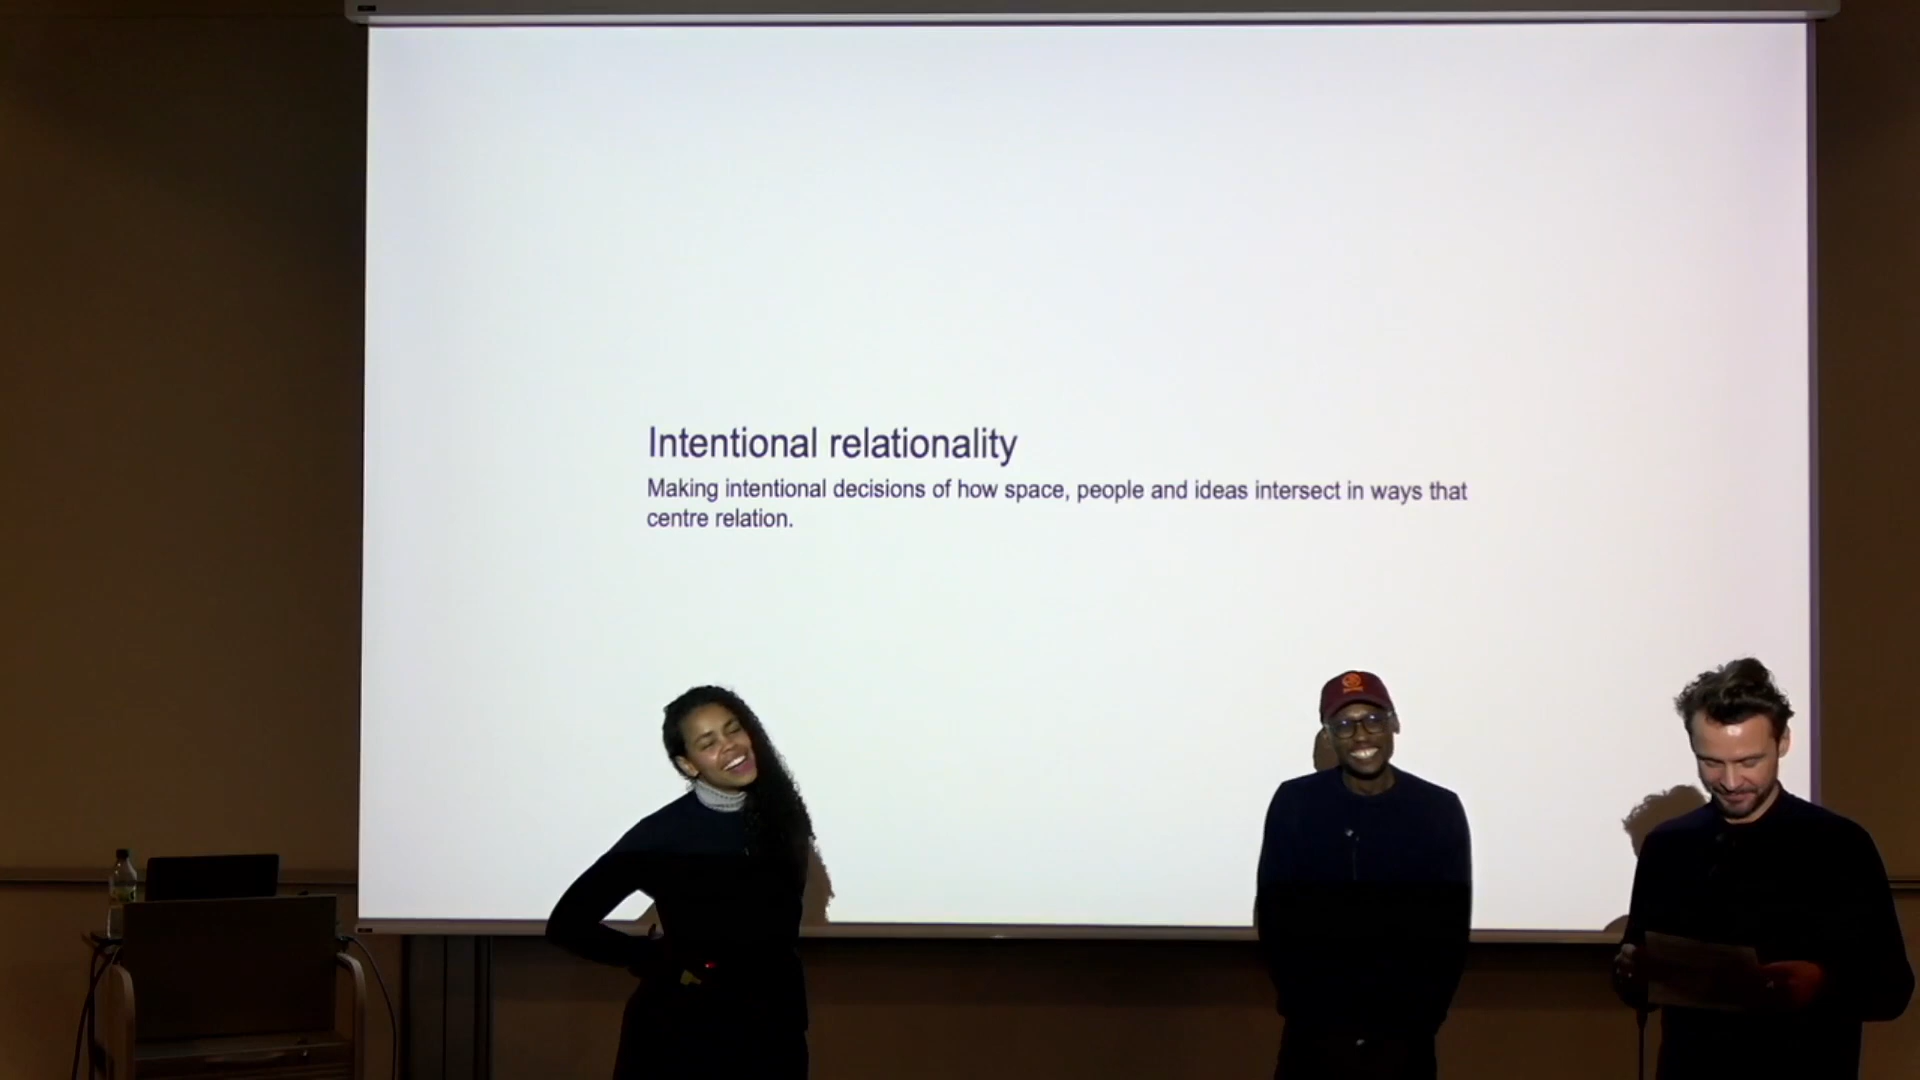 Intentional relationality
Making intentional decisions of how space, people and ideas intersect in ways that
centre relation.